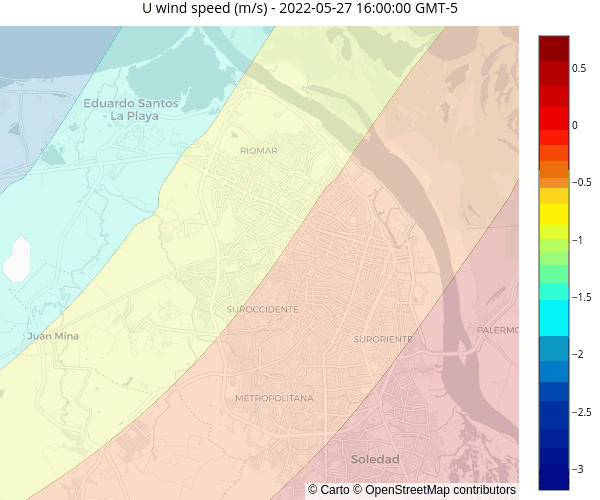 U wind speed (m/s) - 2022-05-27 16:00:00 GMT-5
Eduardo Santos
- La Playa
RIOMAR
SUROCCIDENTE
Juan Mina
SURORIENTE
PALERMO
METROPOLITANA
Soledad
© Carto © OpenStreetMap contributors
0.5
0
−0.5
−1
−1.5
−2
−2.5
−3